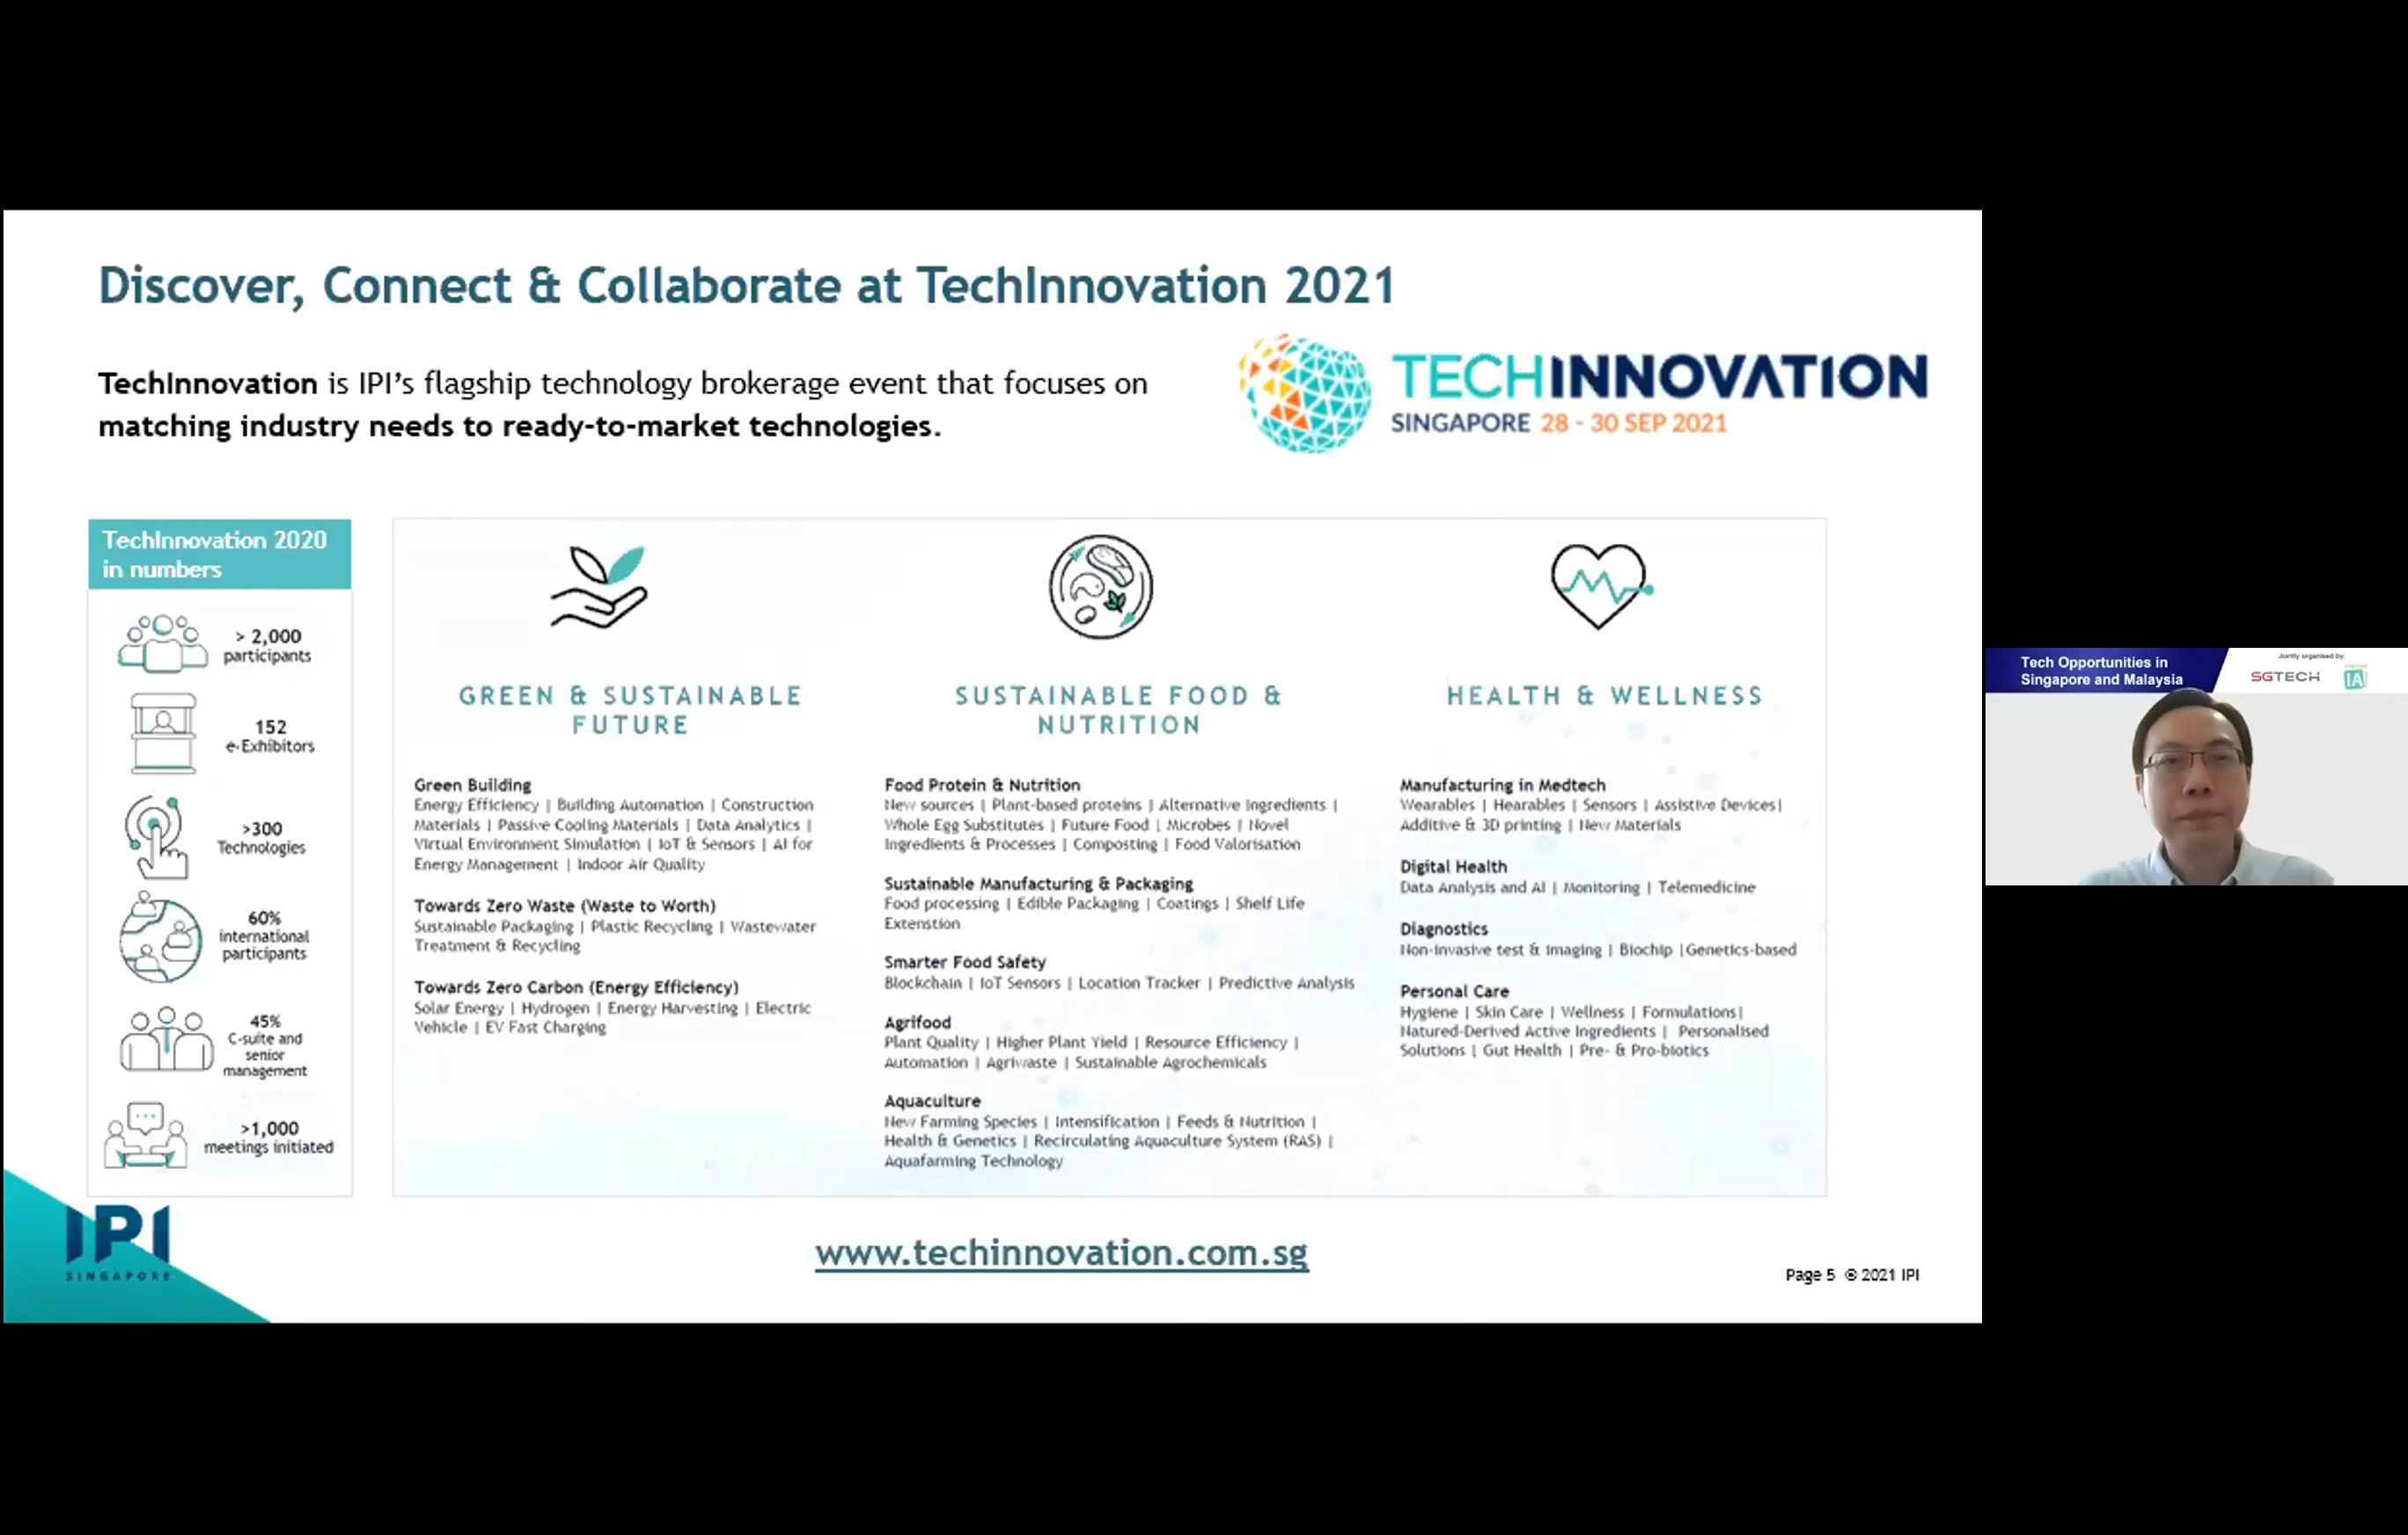 Discover, Connect & Collaborate at TechInnovation 2021
TechInnovation is IPI's flagship technology brokerage event that focuses on
matching industry needs to ready-to-market technologies.
TECHINNOVATION
SINGAPORE 28 - 30 SEP 2021
TechInnovation 2020
in numbers
> 2,000
participants
152
e-Exhibitors
>300
Technologies
60%
international
participants
45%
C-suite and
senior
management
>1,000
meetings initiated
GREEN & SUSTAINABLE
FUTURE
Green Building
Energy Efficiency | Building Automation | Construction
Materials | Passive Cooling Materials | Data Analytics |
Virtual Environment Simulation | IoT & Sensors | AI for
Energy Management | Indoor Air Quality
Towards Zero Waste (Waste to Worth)
Sustainable Packaging | Plastic Recycling | Wastewater
Treatment & Recycling
Towards Zero Carbon (Energy Efficiency)
Solar Energy | Hydrogen | Energy Harvesting | Electric
Vehicle | EV Fast Charging
SUSTAINABLE FOOD &
NUTRITION
Food Protein & Nutrition
New sources | Plant-based proteins | Alternative Ingredients |
Whole Egg Substitutes | Future Food | Microbes | Novel
Ingredients & Processes | Composting | Food Valorisation
Sustainable Manufacturing & Packaging
Food processing | Edible Packaging | Coatings | Shelf Life
Extenstion
Smarter Food Safety
Blockchain | IoT Sensors | Location Tracker | Predictive Analysis
Agrifood
Plant Quality | Higher Plant Yield | Resource Efficiency |
Automation | Agriwaste | Sustainable Agrochemicals
Aquaculture
New Farming Species | Intensification | Feeds & Nutrition |
Health & Genetics | Recirculating Aquaculture System (RAS) |
Aquafarming Technology
HEALTH & WELLNESS
Manufacturing in Medtech
Wearables | Hearables | Sensors | Assistive Devices|
Additive & 3D printing | New Materials
Digital Health
Data Analysis and AI | Monitoring | Telemedicine
Diagnostics
Non-invasive test & imaging | Biochip |Genetics-based
Personal Care
Hygiene | Skin Care | Wellness | Formulations|
Natured-Derived Active Ingredients | Personalised
Solutions | Gut Health | Pre- & Pro-biotics
IPI
SINGAPORE
www.techinnovation.com.sg
Page 5 © 2021 IPI
Tech Opportunities in
Singapore and Malaysia
Jointly organised by:
SGTECH
IA